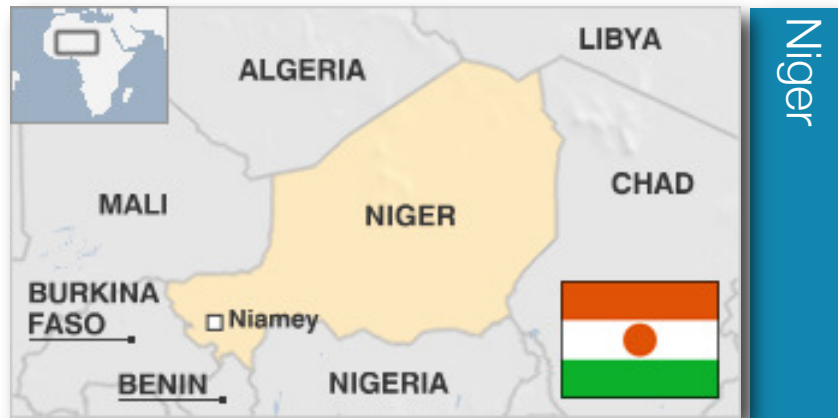 LIBYA
ALGERIA
CHAD
MALI
NIGER
BURKINA
FASO
Niamey
BENIN
NIGERIA
Niger